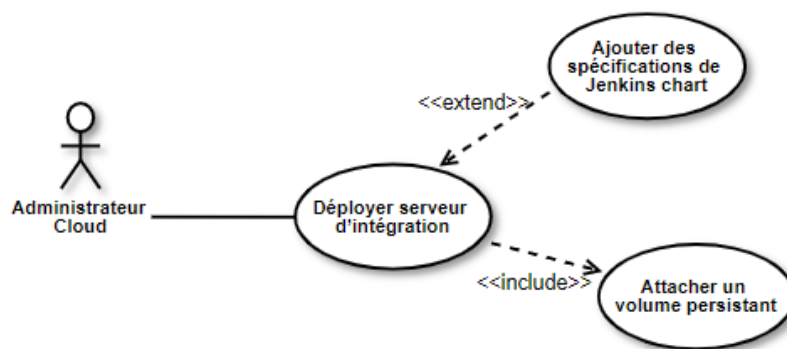 Ajouter des
spécifications de
Jenkins chart
<<extend>>
Administrateur
Cloud
Déployer serveur
d'intégration
<<include>>
Attacher un
volume persistant